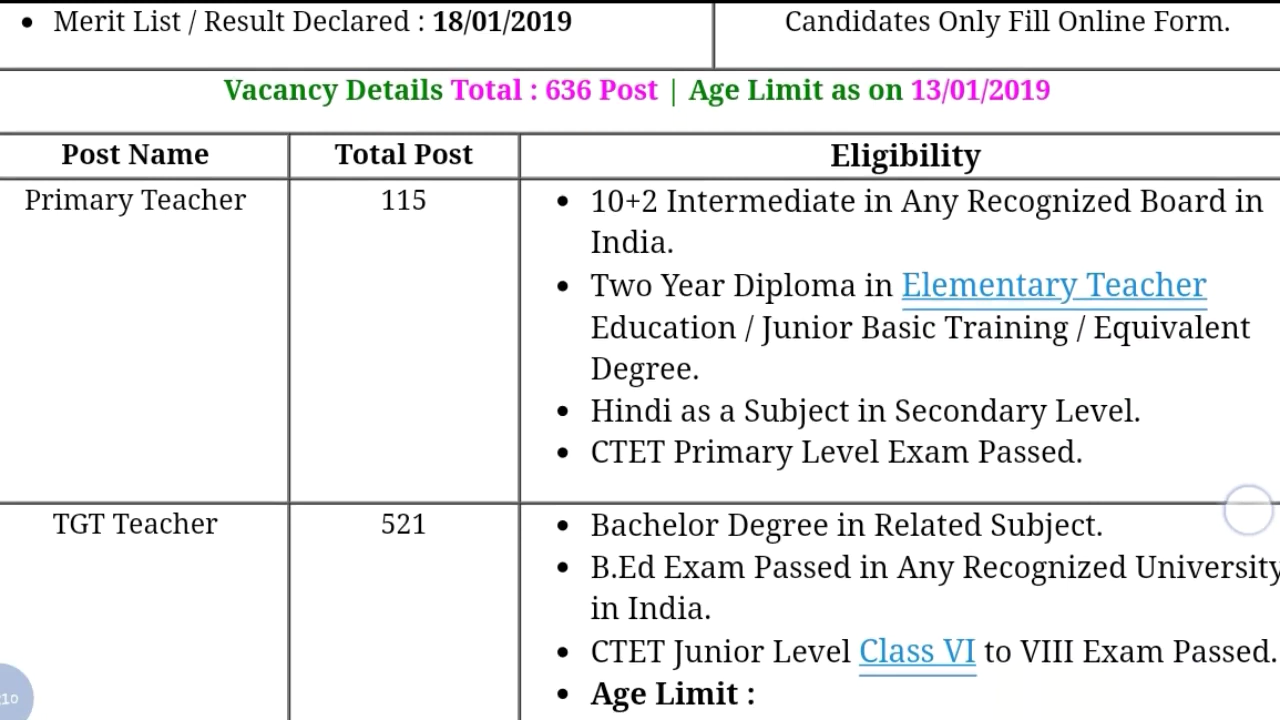 • Merit List / Result Declared : 18/01/2019
Candidates Only Fill Online Form.
Vacancy Details Total : 636 Post | Age Limit as on 13/01/2019
Post Name
Total Post
Eligibility
Primary Teacher
115
• 10+2 Intermediate in Any Recognized Board in
India.
• Two Year Diploma in Elementary Teacher
Education / Junior Basic Training / Equivalent
Degree.
• Hindi as a Subject in Secondary Level.
• CTET Primary Level Exam Passed.
TGT Teacher
521
• Bachelor Degree in Related Subject.
• B.Ed Exam Passed in Any Recognized University
in India.
• CTET Junior Level Class VI to VIII Exam Passed.
• Age Limit :